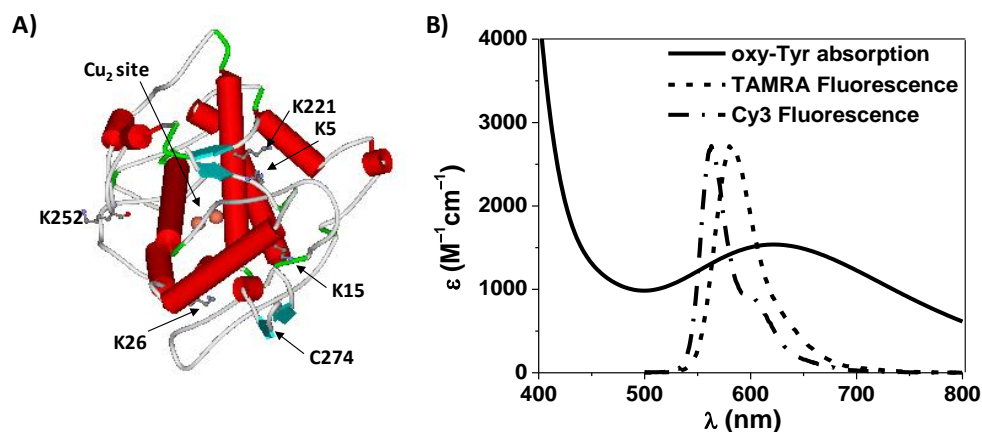 A)
Cu₂ site
K221
K5
K252
K15
K26
C274
B)
oxy-Tyr absorption
TAMRA Fluorescence
Cy3 Fluorescence
ε (M⁻¹cm⁻¹)
4000
3000
2000
1000
0
400 500 600 700 800
λ (nm)